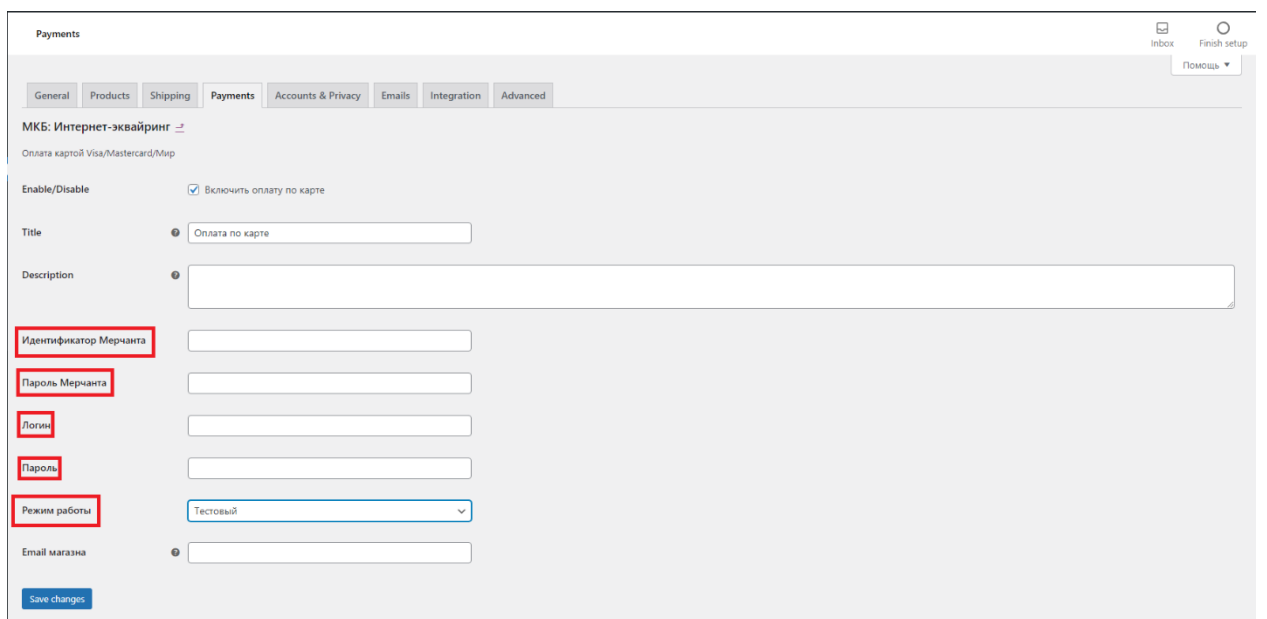 Payments
Inbox
Finish setup
Помощь
General Products Shipping Payments Accounts & Privacy Emails Integration Advanced
МКБ: Интернет-эквайринг
Оплата картой Visa/Mastercard/Мир
Enable/Disable
Включить оплату по карте
Title
Оплата по карте
Description
Идентификатор Мерчанта
Пароль Мерчанта
Логин
Пароль
Режим работы
Тестовый
Email магазна
Save changes